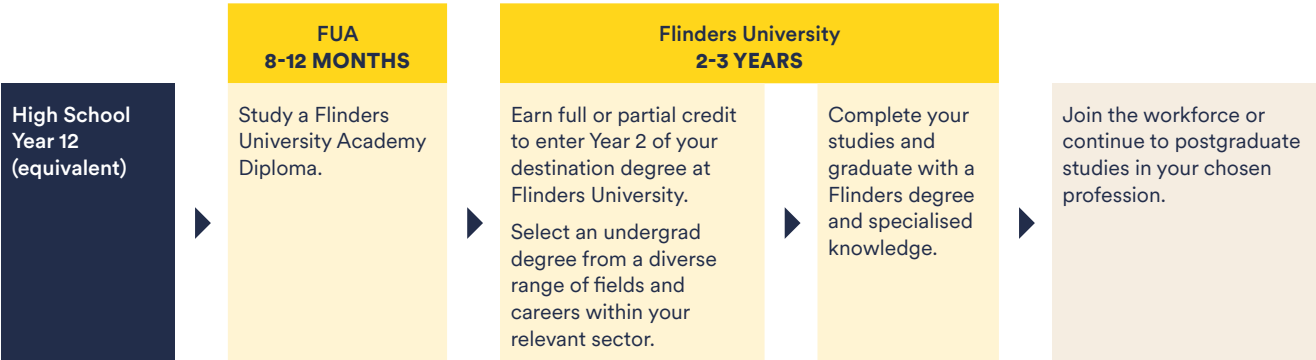 FUA
8-12 MONTHS
Flinders University
2-3 YEARS
High School
Year 12
(equivalent)
Study a Flinders
University Academy
Diploma.
Earn full or partial credit
to enter Year 2 of your
destination degree at
Flinders University.
Select an undergrad
degree from a diverse
range of fields and
careers within your
relevant sector.
Complete your
studies and
graduate with a
Flinders degree
and specialised
knowledge.
Join the workforce or
continue to postgraduate
studies in your chosen
profession.